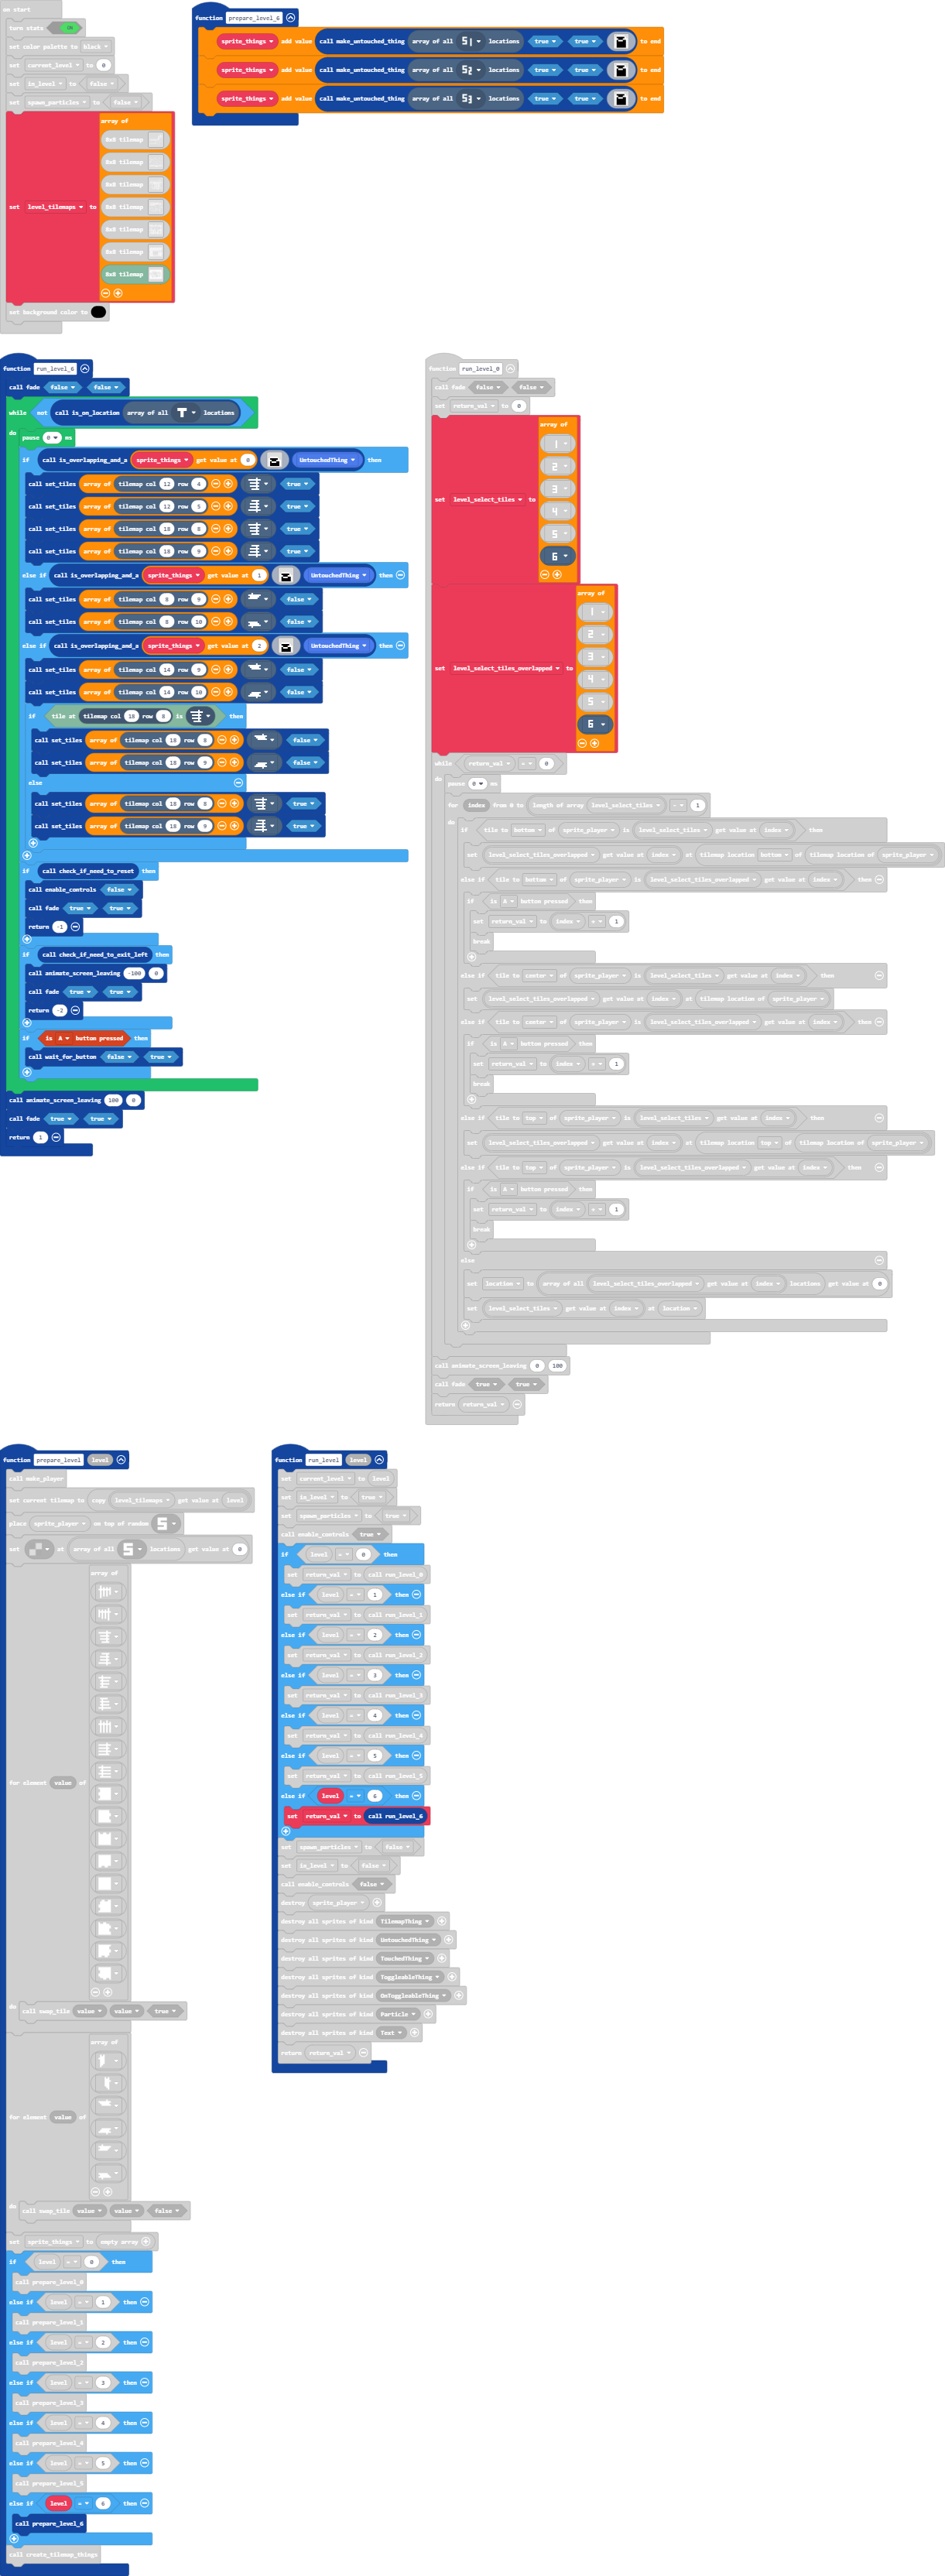 on start
turn stats on
set color palette to black
set current_level to 0
set is_level to false
set spawn_particles to false
set level_tilemaps to array of
8x8 tilemap
8x8 tilemap
8x8 tilemap
8x8 tilemap
8x8 tilemap
8x8 tilemap
8x8 tilemap
set background color to
function prepare_level_6
sprite_things add value call make_untouched_thing array of all S1 locations true true to end
sprite_things add value call make_untouched_thing array of all S2 locations true true to end
sprite_things add value call make_untouched_thing array of all S3 locations true true to end
function run_level_6
call fade false false
while not call is_on_location array of all T locations
do
pause 0 ms
if call is_overlapping_and_a sprite_things get value at 0 UntouchedThing then
call set_tiles array of tilemap col 12 row 4 true
call set_tiles array of tilemap col 12 row 5 true
call set_tiles array of tilemap col 18 row 8 true
call set_tiles array of tilemap col 18 row 9 true
else if call is_overlapping_and_a sprite_things get value at 1 UntouchedThing then
call set_tiles array of tilemap col 8 row 9 false
call set_tiles array of tilemap col 8 row 10 false
else if call is_overlapping_and_a sprite_things get value at 2 UntouchedThing then
call set_tiles array of tilemap col 14 row 9 false
call set_tiles array of tilemap col 14 row 10 false
if tile at tilemap col 18 row 8 is then
call set_tiles array of tilemap col 18 row 8 false
call set_tiles array of tilemap col 18 row 9 false
else
call set_tiles array of tilemap col 18 row 8 true
call set_tiles array of tilemap col 18 row 9 true
if call check_if_need_to_reset then
call enable_controls false
call fade true true
return -1
if call check_if_need_to_exit_left then
call animate_screen_leaving -100 0
call fade true true
return -2
if is A button pressed then
call wait_for_button false true
call animate_screen_leaving 100 0
call fade true true
return 1
function run_level_0
call fade false false
set return_val to 0
set level_select_tiles to array of
1
2
3
4
5
6
set level_select_tiles_overlapped to array of
1
2
3
4
5
6
while return_val = 0
do
pause 0 ms
for index from 0 to length of array level_select_tiles - 1
do
if tile to bottom of sprite_player is level_select_tiles get value at index then
set level_select_tiles_overlapped get value at index at tilemap location bottom of tilemap location of sprite_player
else if tile to bottom of sprite_player is level_select_tiles_overlapped get value at index then
if is A button pressed then
set return_val to index + 1
break
else if tile to center of sprite_player is level_select_tiles get value at index then
set level_select_tiles_overlapped get value at index at tilemap location of sprite_player
else if tile to center of sprite_player is level_select_tiles_overlapped get value at index then
if is A button pressed then
set return_val to index + 1
break
else if tile to top of sprite_player is level_select_tiles get value at index then
set level_select_tiles_overlapped get value at index at tilemap location top of tilemap location of sprite_player
else if tile to top of sprite_player is level_select_tiles_overlapped get value at index then
if is A button pressed then
set return_val to index + 1
break
else
set location to array of all level_select_tiles_overlapped get value at index locations get value at 0
set level_select_tiles get value at index at location
call animate_screen_leaving 0 100
call fade true true
return return_val
function prepare_level level
call make_player
set current tilemap to copy level_tilemaps get value at level
place sprite_player on top of random S
set at array of all S locations get value at 0
for element value of array of
do call swap_tile value value true
for element value of array of
do call swap_tile value value false
set sprite_things to empty array
if level = 0 then
call prepare_level_0
else if level = 1 then
call prepare_level_1
else if level = 2 then
call prepare_level_2
else if level = 3 then
call prepare_level_3
else if level = 4 then
call prepare_level_4
else if level = 5 then
call prepare_level_5
else if level = 6 then
call prepare_level_6
call create_tilemap_things
function run_level level
set current_level to level
set is_level to true
set spawn_particles to true
call enable_controls true
if level = 0 then
set return_val to call run_level_0
else if level = 1 then
set return_val to call run_level_1
else if level = 2 then
set return_val to call run_level_2
else if level = 3 then
set return_val to call run_level_3
else if level = 4 then
set return_val to call run_level_4
else if level = 5 then
set return_val to call run_level_5
else if level = 6 then
set return_val to call run_level_6
set spawn_particles to false
set is_level to false
call enable_controls false
destroy sprite_player
destroy all sprites of kind TilemapThing
destroy all sprites of kind UntouchedThing
destroy all sprites of kind TouchedThing
destroy all sprites of kind ToggleableThing
destroy all sprites of kind OnToggleableThing
destroy all sprites of kind Particle
destroy all sprites of kind Text
return return_val